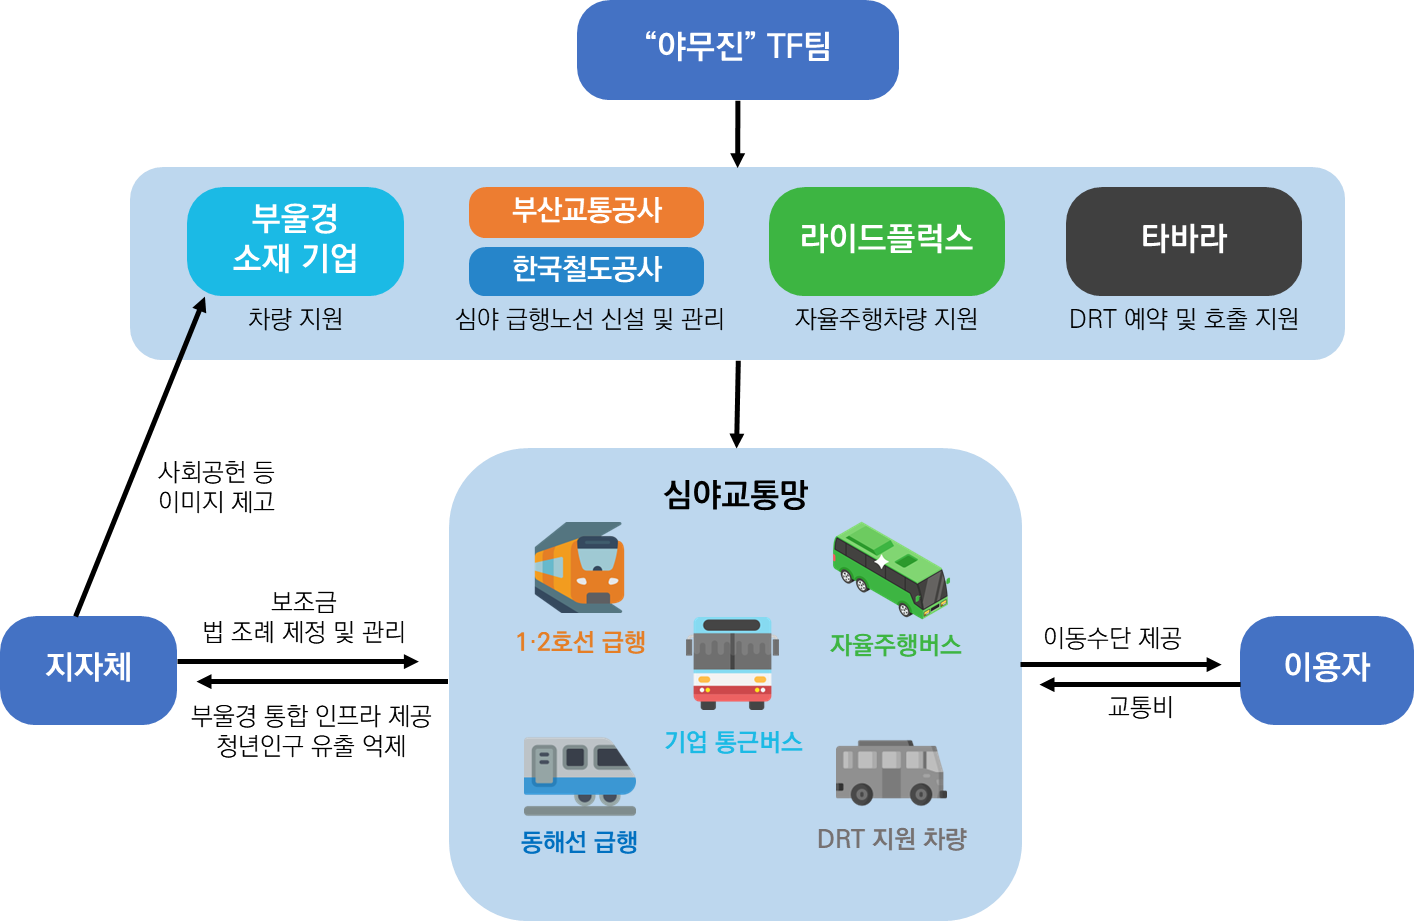 “야무진” TF팀
부울경
소재 기업
차량 지원
부산교통공사
한국철도공사
심야 급행노선 신설 및 관리
라이드플럭스
자율주행차량 지원
타바라
DRT 예약 및 호출 지원
사회공헌 등
이미지 제고
심야교통망
1·2호선 급행
자율주행버스
기업 통근버스
동해선 급행
DRT 지원 차량
지자체
보조금
법 조례 제정 및 관리
부울경 통합 인프라 제공
청년인구 유출 억제
이동수단 제공
교통비
이용자